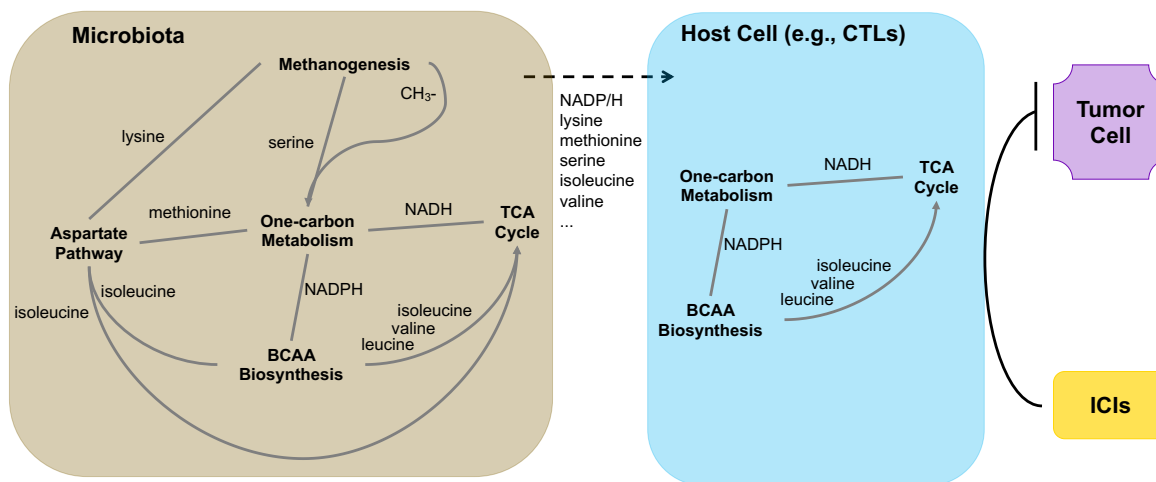 Microbiota
Methanogenesis
CH₃-
lysine
serine
methionine
Aspartate
Pathway
One-carbon
Metabolism
NADH
TCA
Cycle
isoleucine
isoleucine
NADPH
isoleucine
valine
leucine
BCAA
Biosynthesis
NADP/H
lysine
methionine
serine
isoleucine
valine
...
Host Cell (e.g., CTLs)
One-carbon
Metabolism
NADH
TCA
Cycle
NADPH
isoleucine
valine
leucine
BCAA
Biosynthesis
Tumor
Cell
ICIs